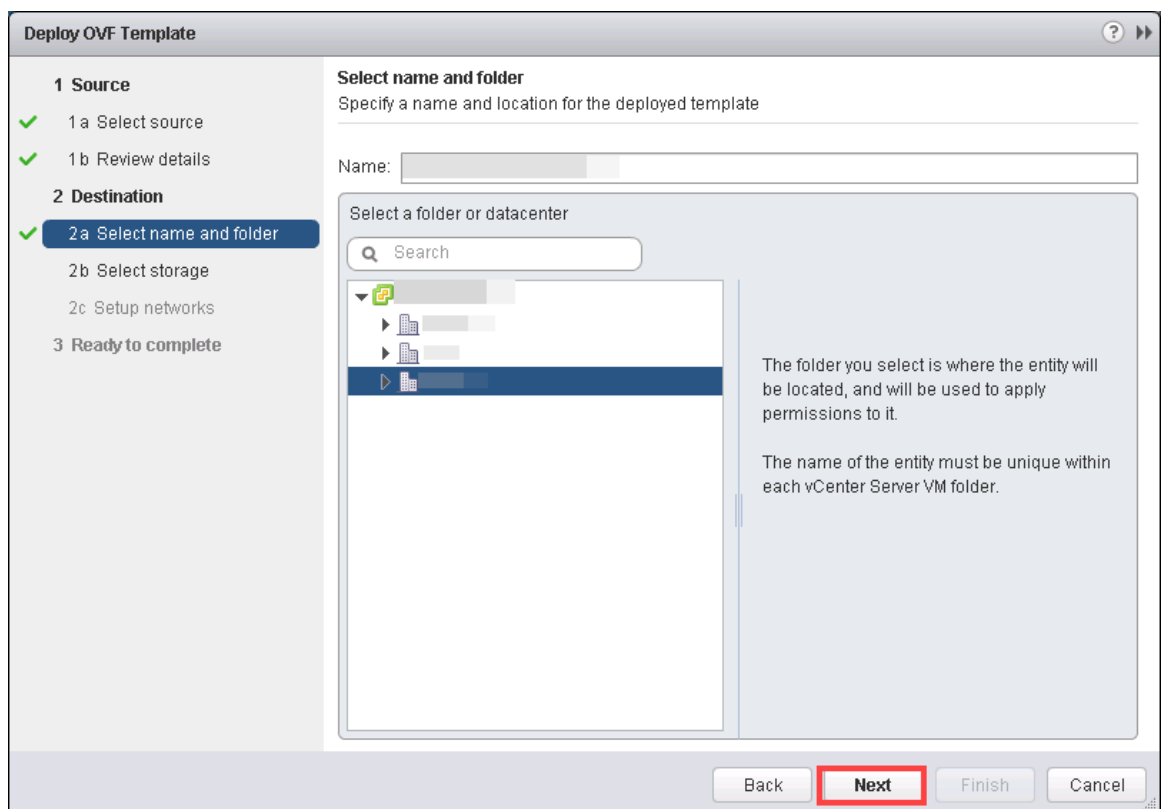 Deploy OVF Template
1 Source
1a Select source
1b Review details
2 Destination
2a Select name and folder
2b Select storage
2c Setup networks
3 Ready to complete
Select name and folder
Specify a name and location for the deployed template
Name:
Select a folder or datacenter
Search
The folder you select is where the entity will
be located, and will be used to apply
permissions to it.
The name of the entity must be unique within
each vCenter Server VM folder.
Back
Next
Finish
Cancel